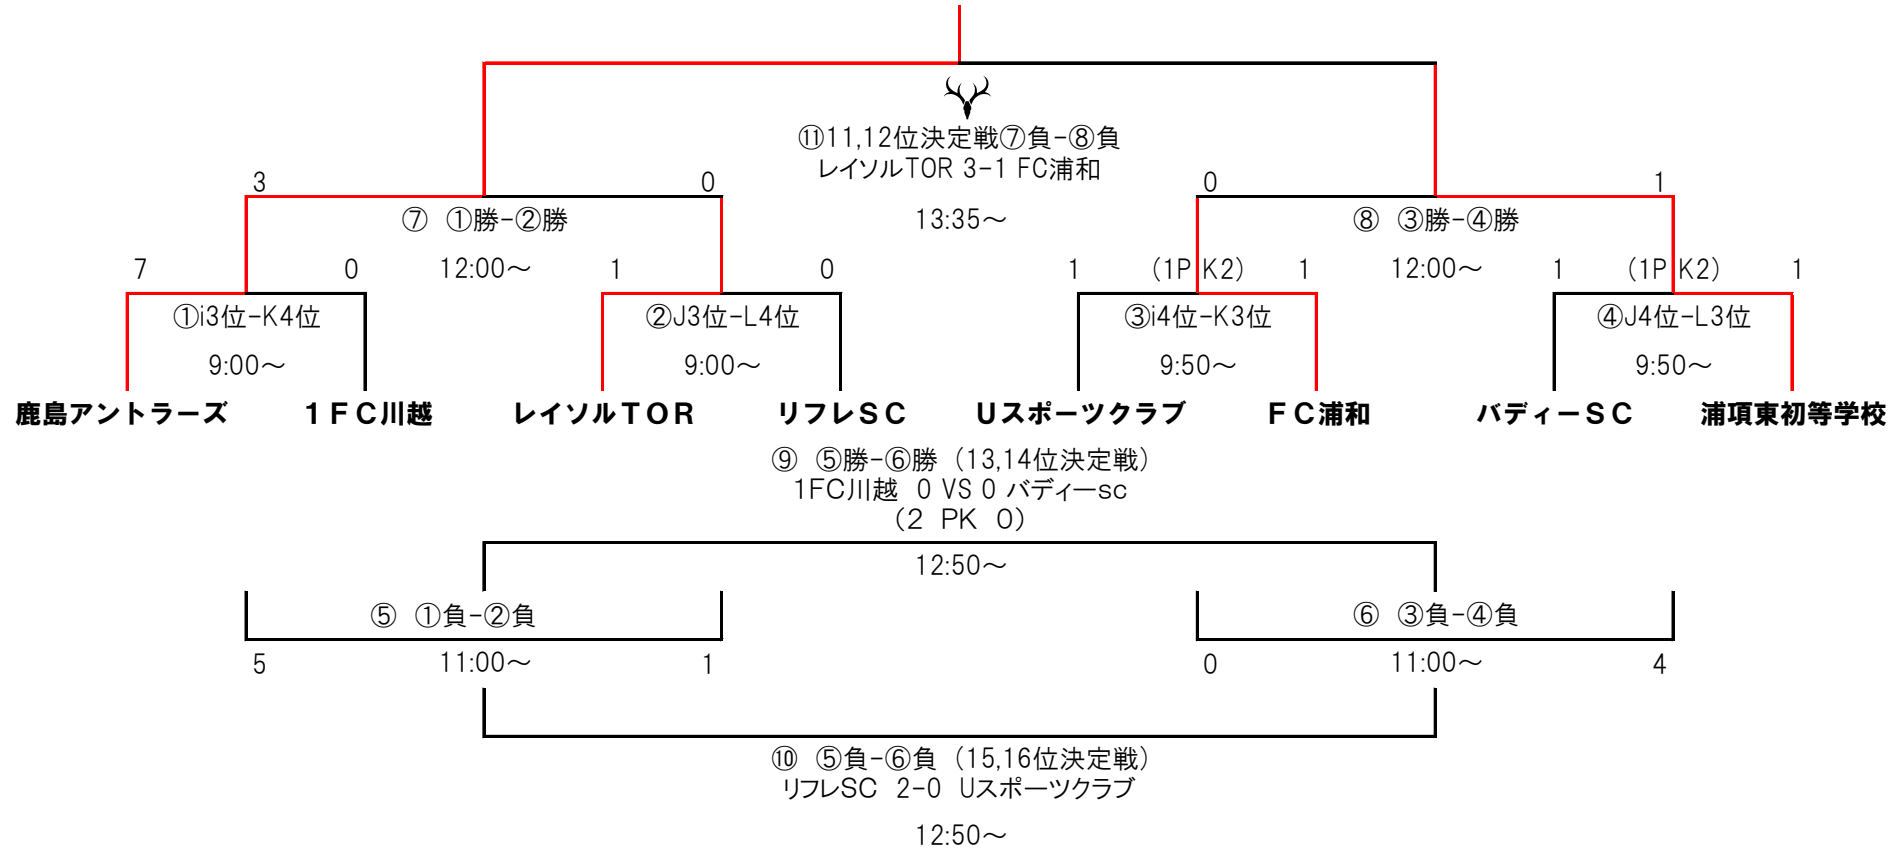 ⑪11,12位決定戦⑦負−⑧負
レイソルTOR 3−1 FC浦和
3 0 0 1
⑦ ①勝−②勝 13:35～ ⑧ ③勝−④勝
7 0 12:00～ 1 0 1 (1PK2) 1 12:00～ 1 (1PK2) 1
①i3位−K4位 ②J3位−L4位 ③i4位−K3位 ④J4位−L3位
9:00～ 9:00～ 9:50～ 9:50～
鹿島アントラーズ １ＦＣ川越 レイソルＴＯＲ リフレＳＣ Ｕスポーツクラブ ＦＣ浦和 バディーＳＣ 浦項東初等学校
⑨ ⑤勝−⑥勝 (13,14位決定戦)
1FC川越 0 VS 0 バディーsc
(2 PK 0)
12:50～
⑤ ①負−②負 ⑥ ③負−④負
5 11:00～ 1 0 11:00～ 4
⑩ ⑤負−⑥負 (15,16位決定戦)
リフレSC 2−0 Uスポーツクラブ
12:50～